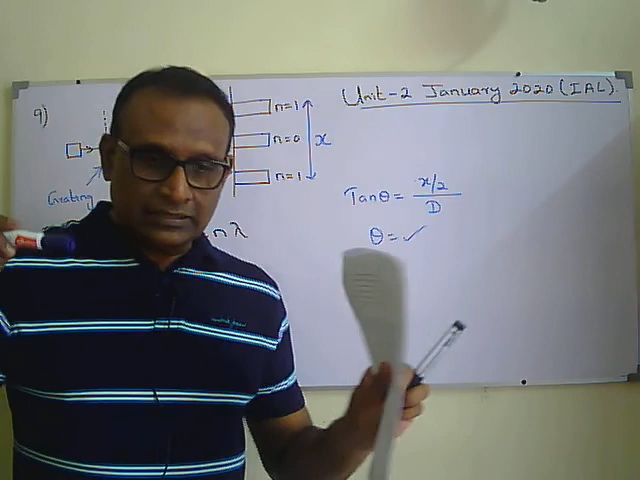 Unit-2 January 2020 (IAL).
9)
n=1
n=0
x
n=1
Grating
nλ
Tanθ = x/2
D
θ = ✓